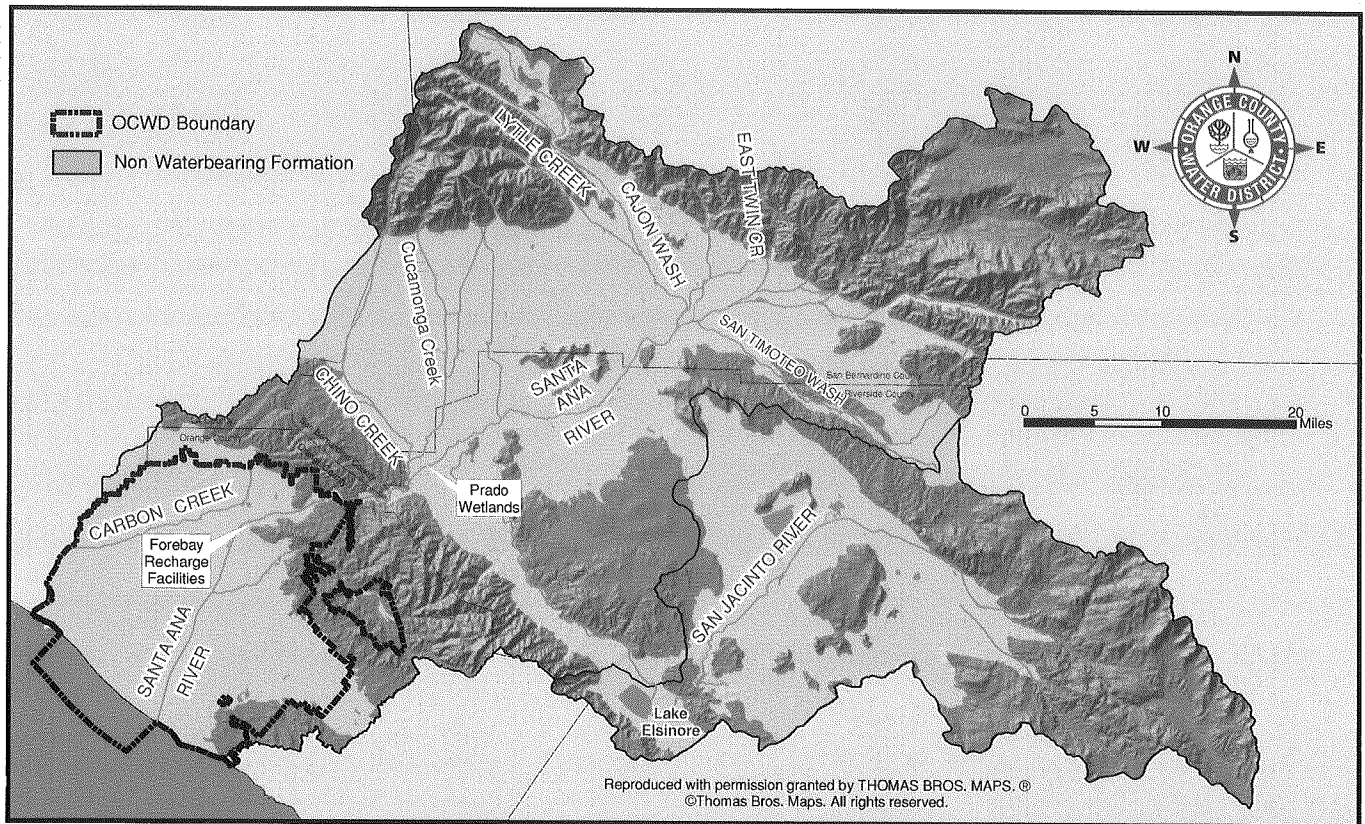 OCWD Boundary
Non Waterbearing Formation
N
W
E
S
ORANGE COUNTY
WATER DISTRICT
LYTLE CREEK
CAJON WASH
EAST TWIN CR
Cucamonga Creek
SAN TIMOTEO WASH
San Bernardino County
Riverside County
SANTA
ANA
RIVER
CHINO CREEK
0
5
10
20
Miles
Orange County
Prado
Wetlands
CARBON CREEK
Forebay
Recharge
Facilities
SAN JACINTO RIVER
SANTA ANA
RIVER
Lake
Elsinore
Reproduced with permission granted by THOMAS BROS. MAPS. ®
©Thomas Bros. Maps. All rights reserved.